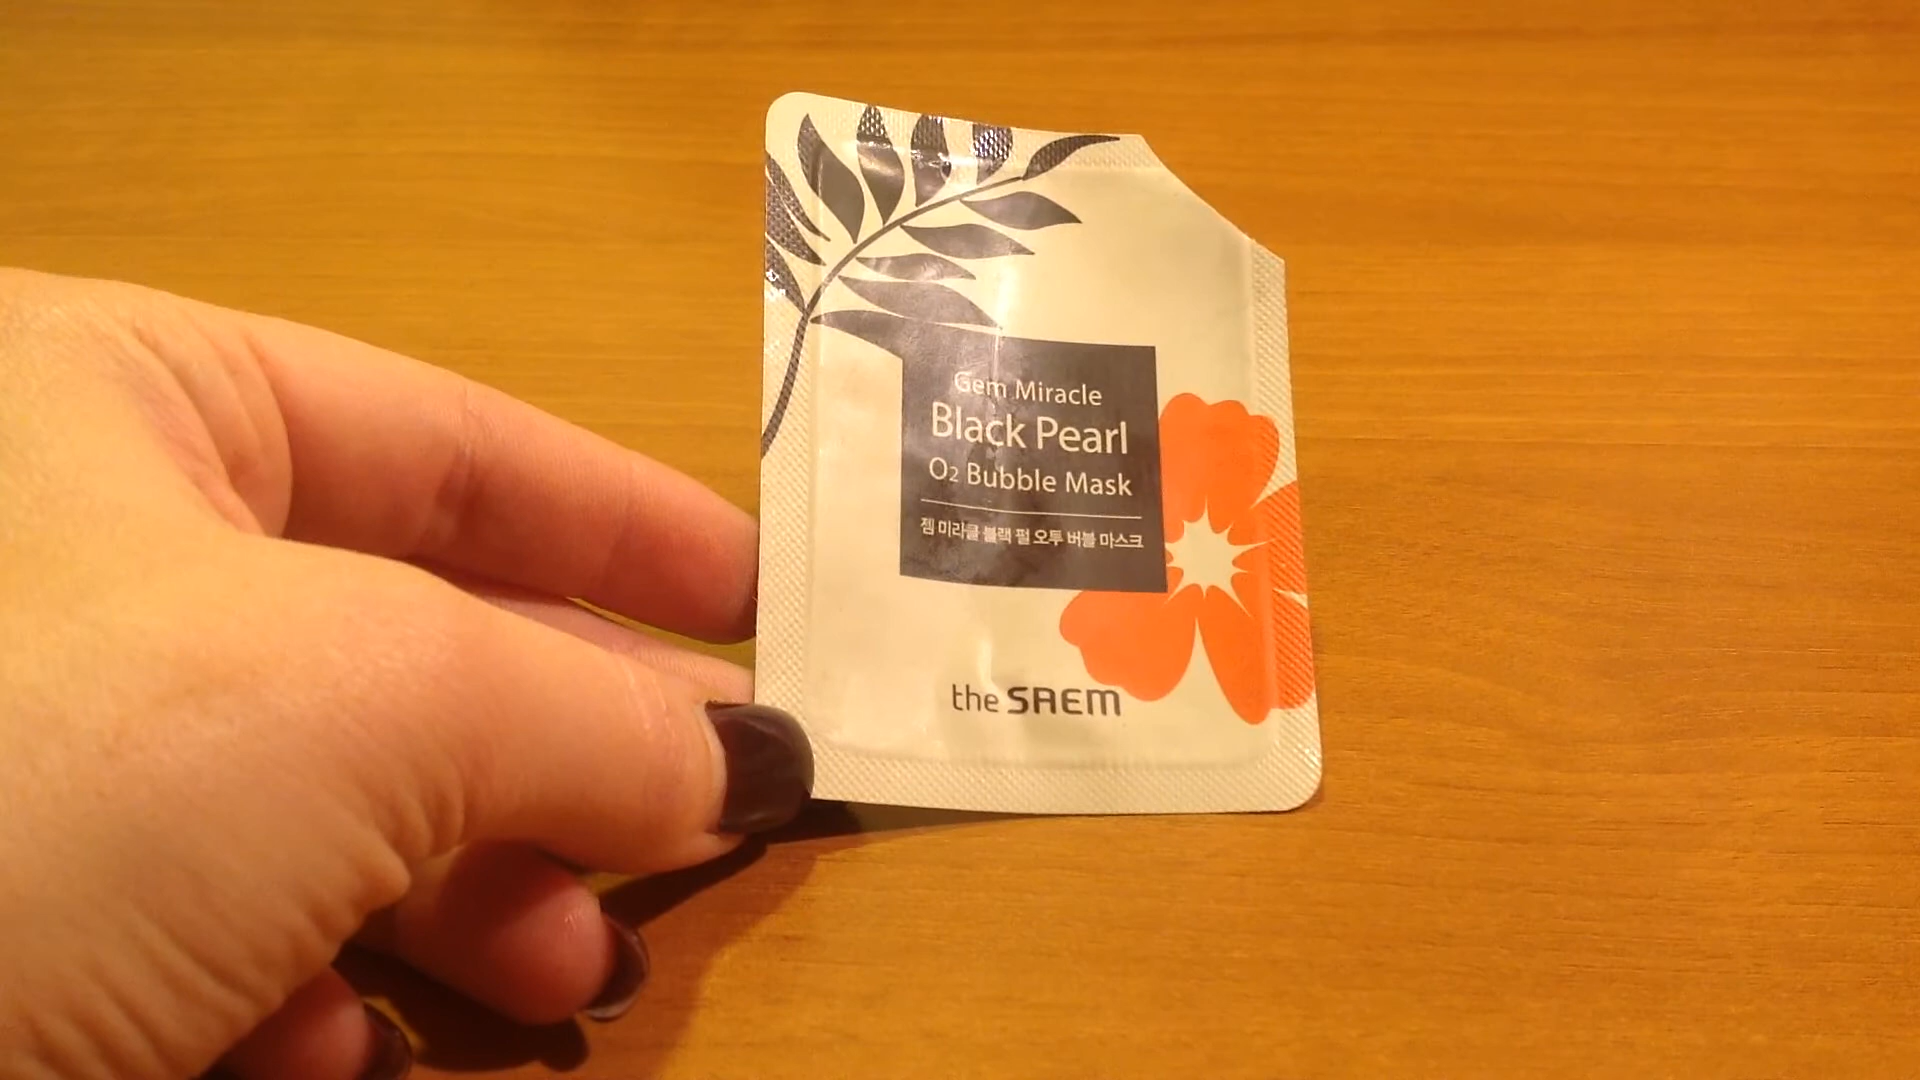 Gem Miracle
Black Pearl
O₂ Bubble Mask
젬 미라클 블랙 펄 오투 버블 마스크
the SAEM